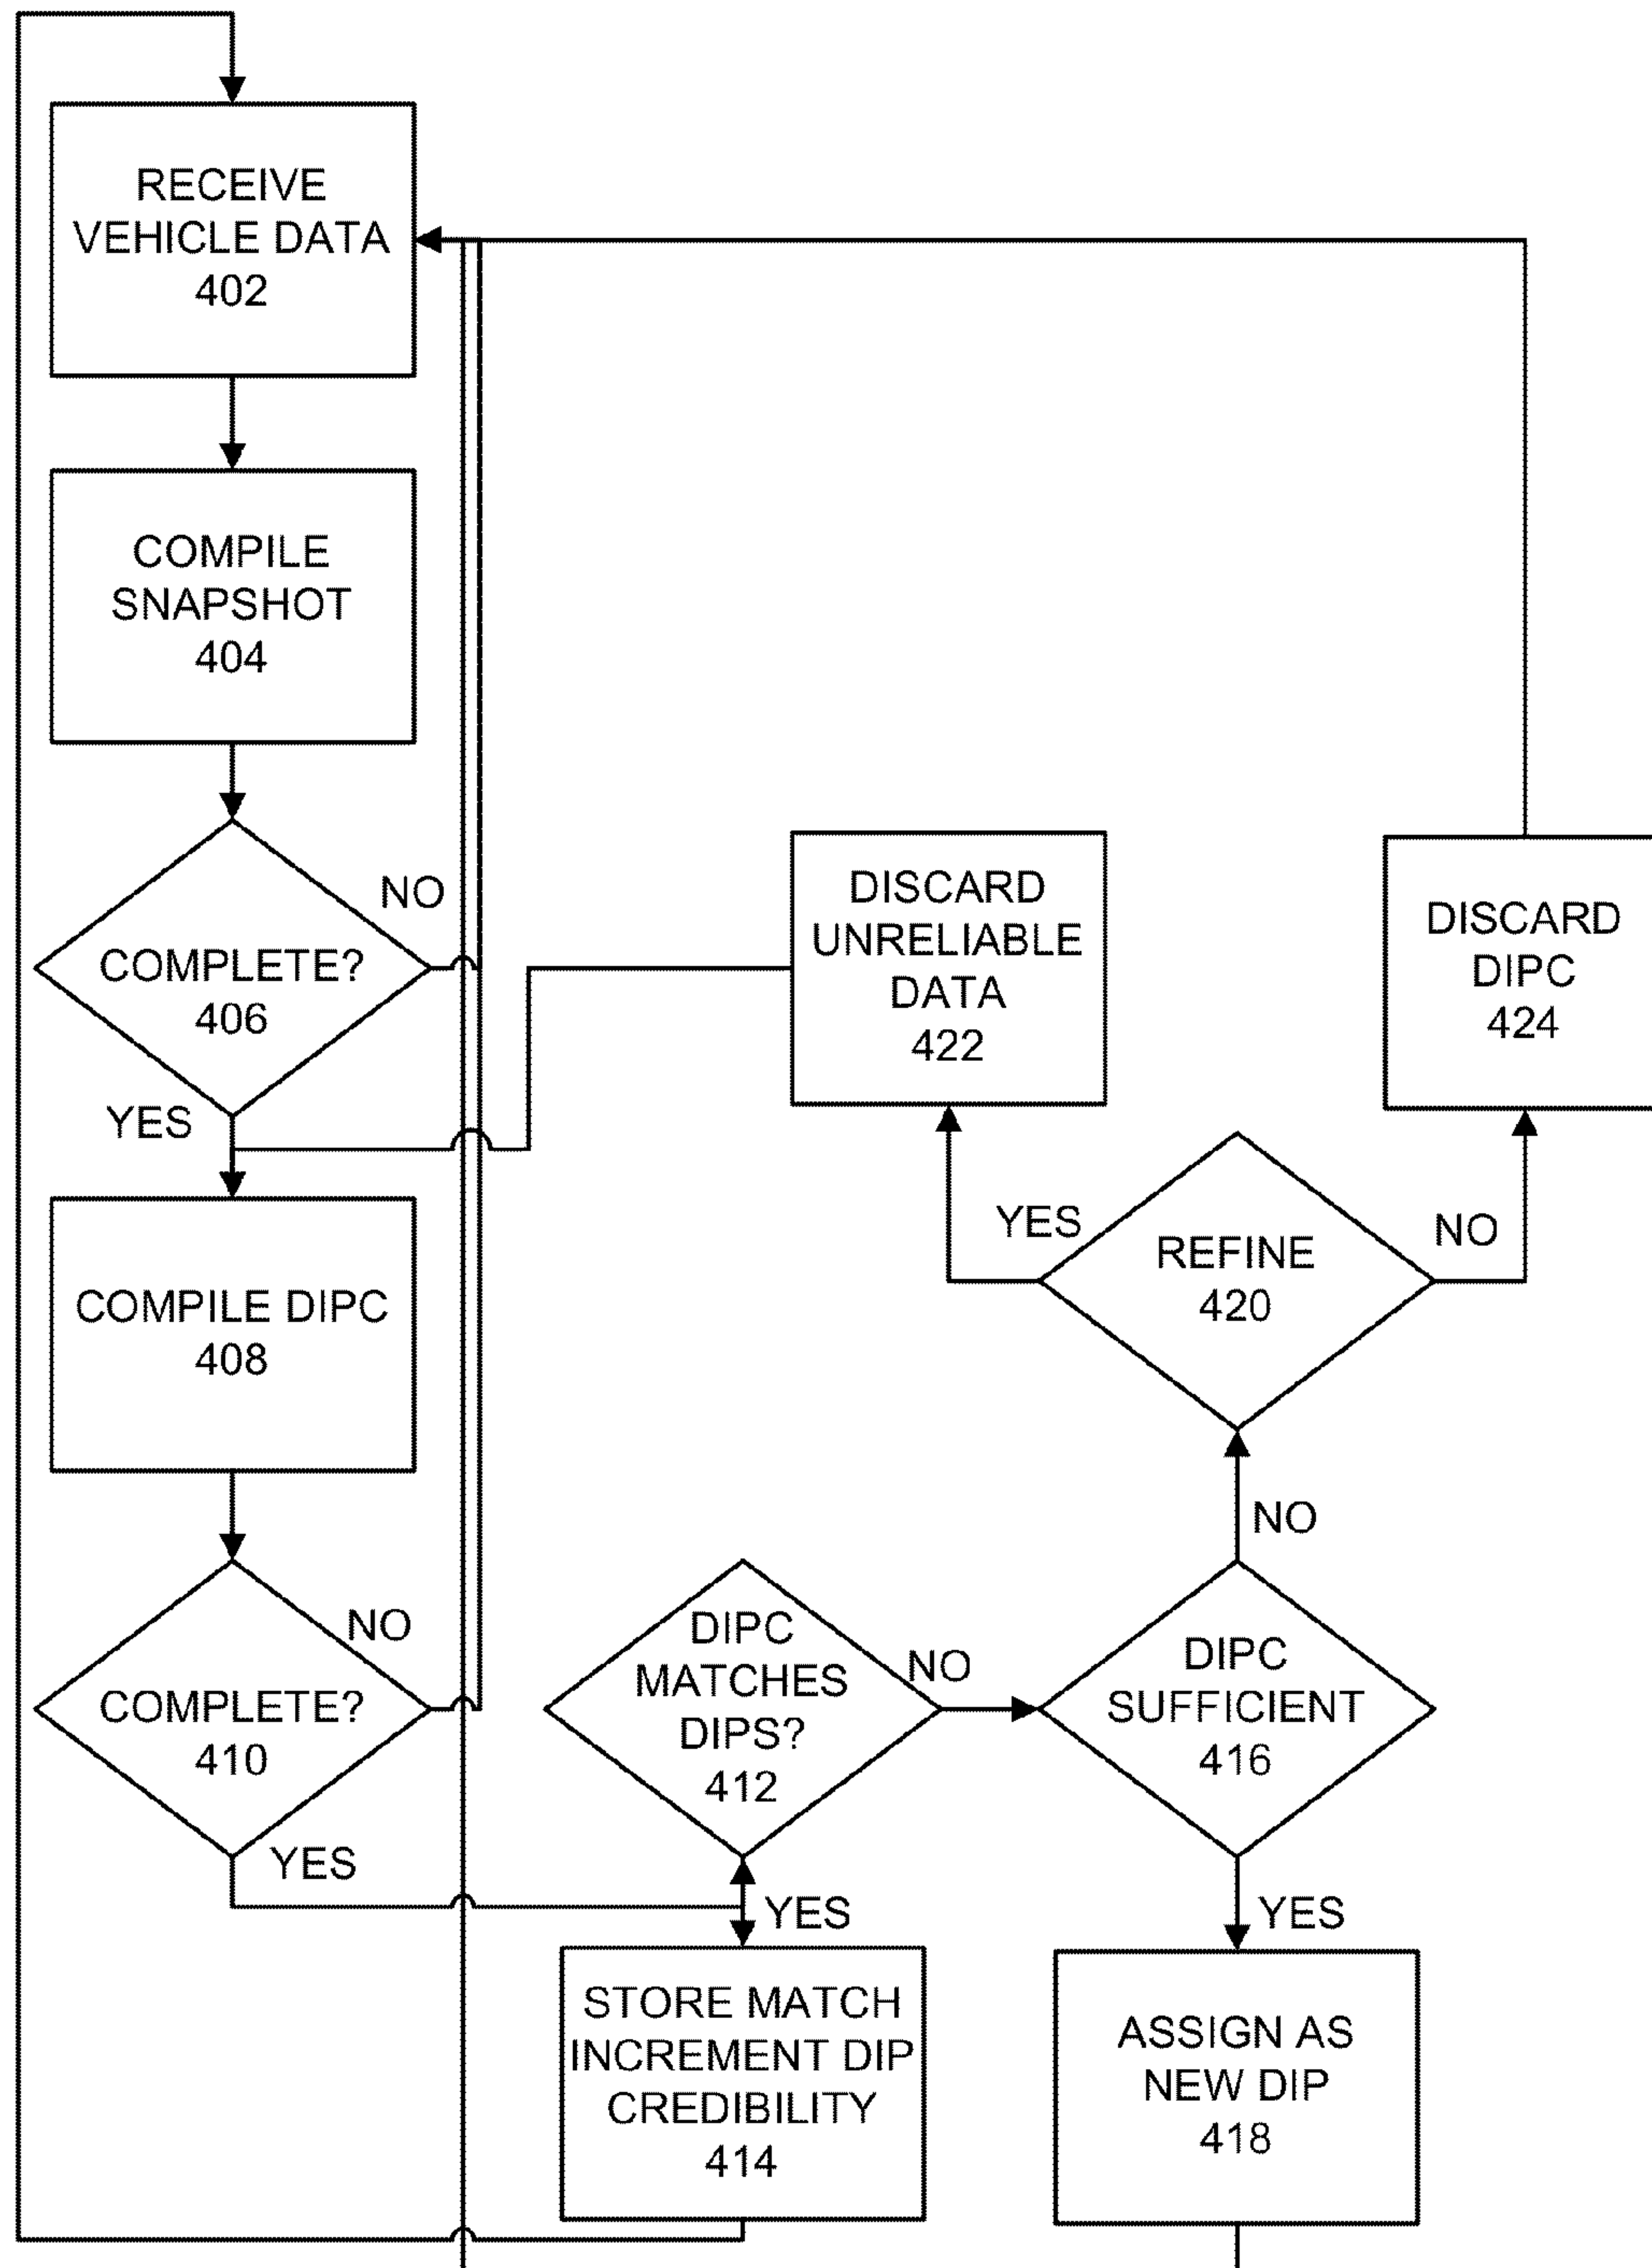 RECEIVE
VEHICLE DATA
402
COMPILE
SNAPSHOT
404
NO
COMPLETE?
406
YES
COMPILE DIPC
408
NO
COMPLETE?
410
YES
DIPC
MATCHES
DIPS?
412
NO
YES
STORE MATCH
INCREMENT DIP
CREDIBILITY
414
DIPC
SUFFICIENT
416
YES
ASSIGN AS
NEW DIP
418
NO
REFINE
420
YES
DISCARD
UNRELIABLE
DATA
422
NO
DISCARD
DIPC
424